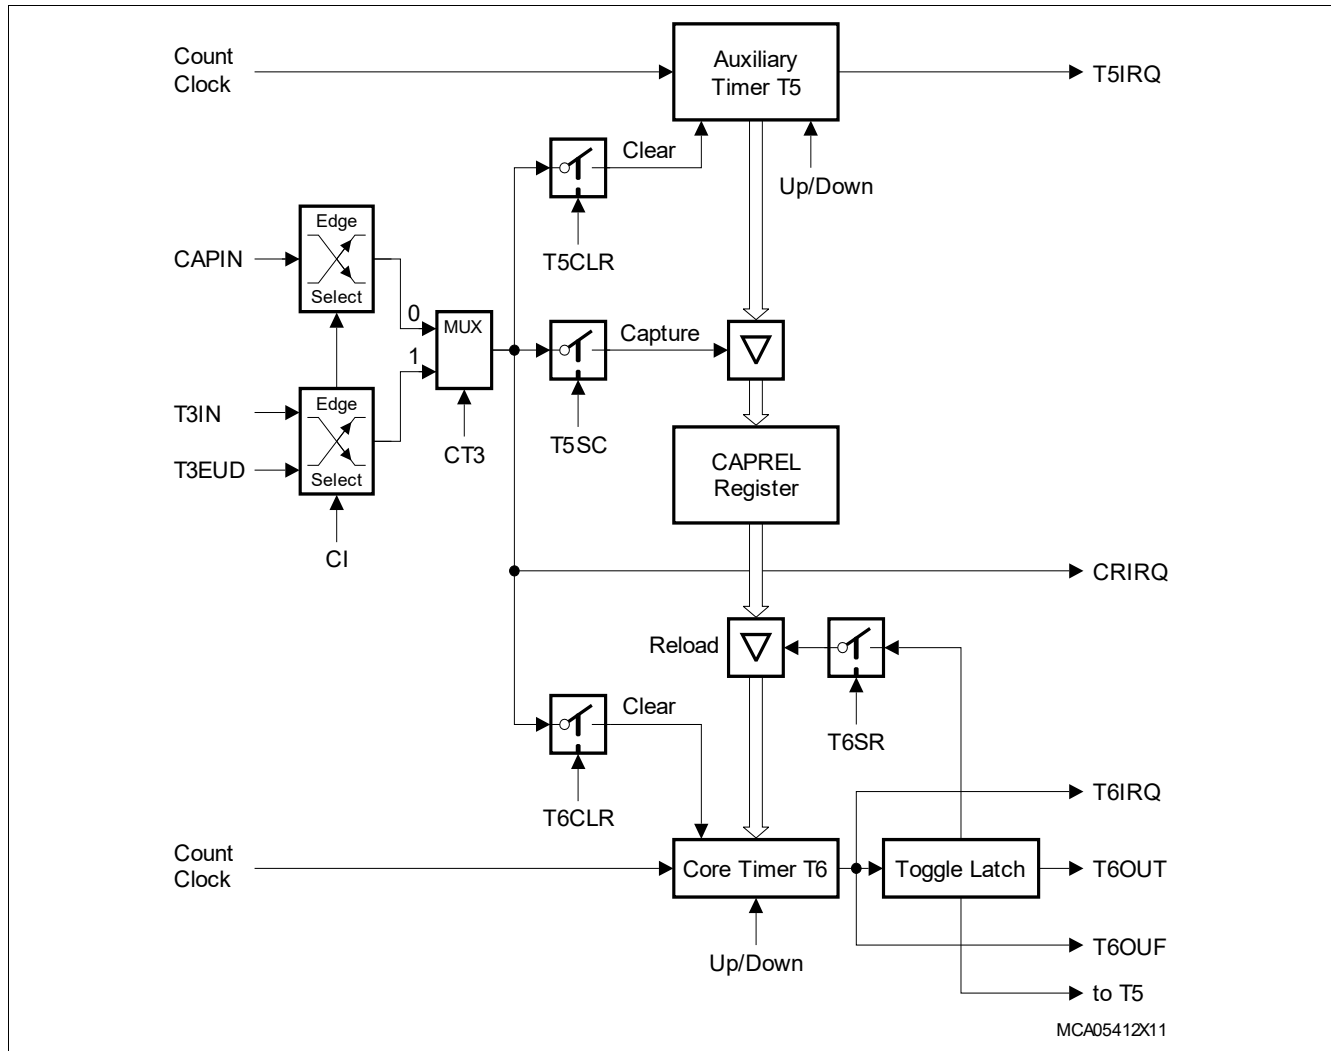 Count
Clock
Auxiliary
Timer T5
T5IRQ
Clear
Up/Down
T5CLR
Edge
Select
CAPIN
0
MUX
1
Capture
T3IN
T3EUD
Edge
Select
CT3
T5SC
CAPREL
Register
CI
CRIRQ
Reload
T6SR
Clear
T6CLR
T6IRQ
Count
Clock
Core Timer T6
Toggle Latch
T6OUT
Up/Down
T6OUF
to T5
MCA05412X11